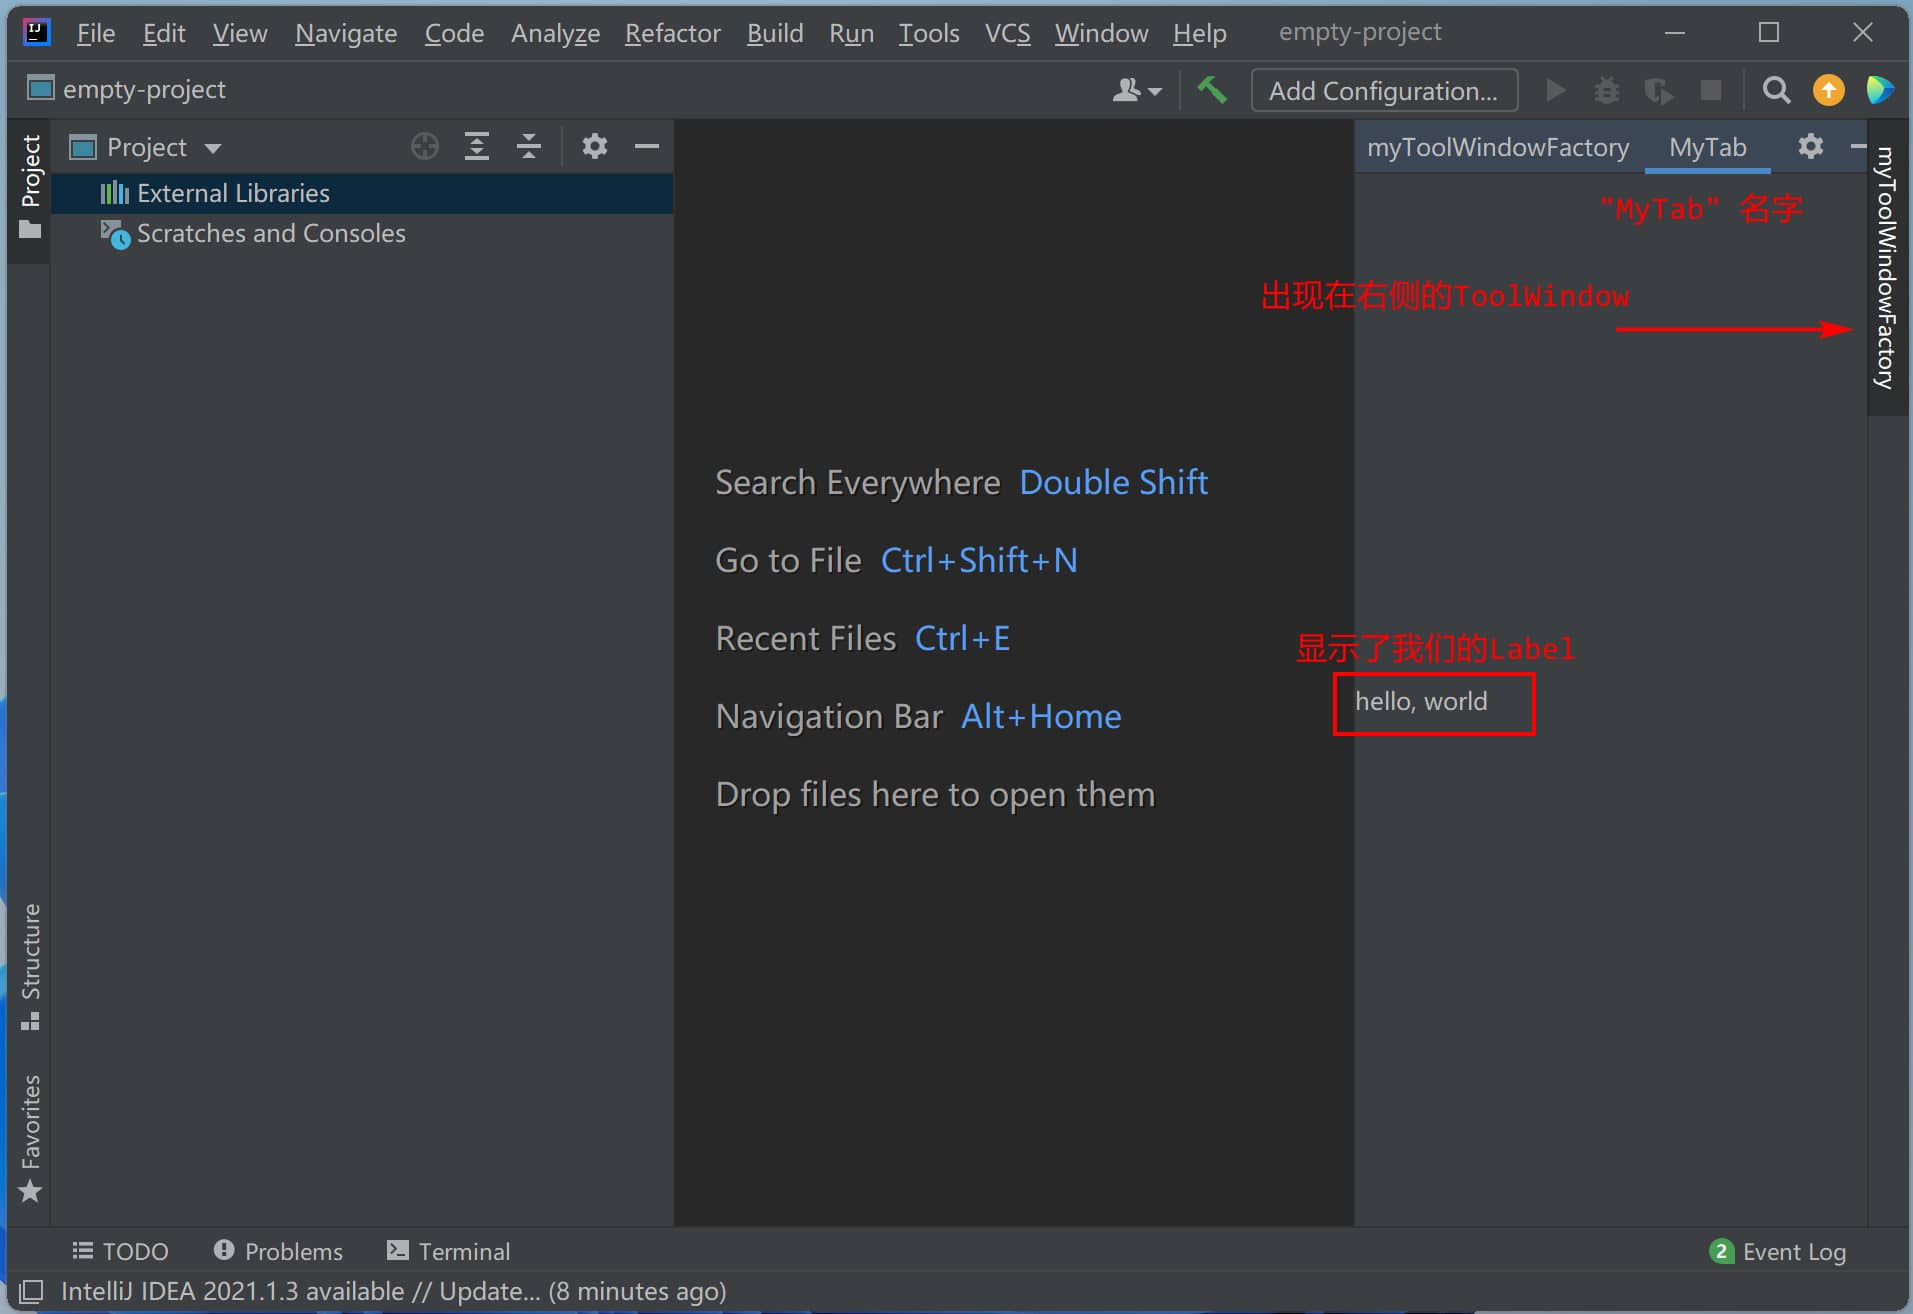 IJ
File Edit View Navigate Code Analyze Refactor Build Run Tools VCS Window Help empty-project
empty-project
Add Configuration...
Project
Project
External Libraries
Scratches and Consoles
Structure
Favorites
Search Everywhere Double Shift
Go to File Ctrl+Shift+N
Recent Files Ctrl+E
Navigation Bar Alt+Home
Drop files here to open them
myToolWindowFactory MyTab
"MyTab" 名字
出现在右侧的ToolWindow
显示了我们的Label
hello, world
myToolWindowFactory
TODO Problems Terminal
2 Event Log
IntelliJ IDEA 2021.1.3 available // Update... (8 minutes ago)